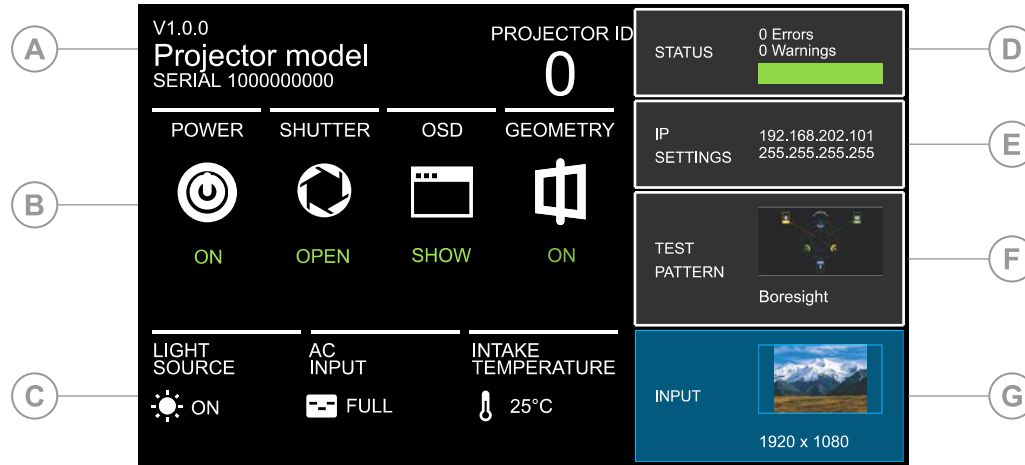 A
V1.0.0
Projector model
SERIAL 1000000000
PROJECTOR ID
0
STATUS
0 Errors
0 Warnings
D
IP
SETTINGS
192.168.202.101
255.255.255.255
E
B
POWER
ON
SHUTTER
OPEN
OSD
SHOW
GEOMETRY
ON
TEST
PATTERN
Boresight
F
C
LIGHT
SOURCE
ON
AC
INPUT
FULL
INTAKE
TEMPERATURE
25°C
INPUT
1920 x 1080
G